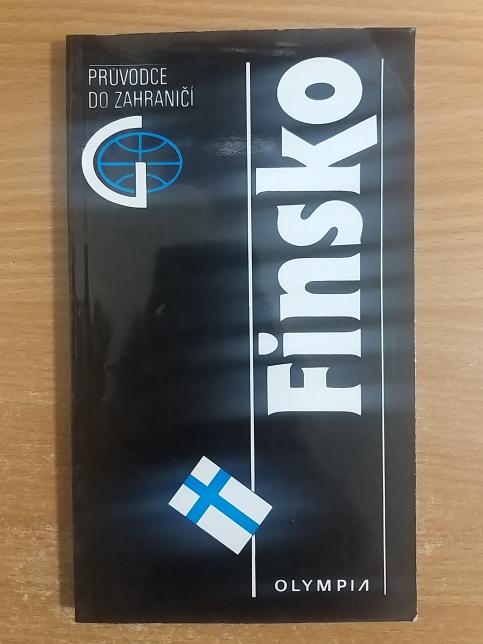 PRŮVODCE
DO ZAHRANIČÍ
Finsko
OLYMPIA